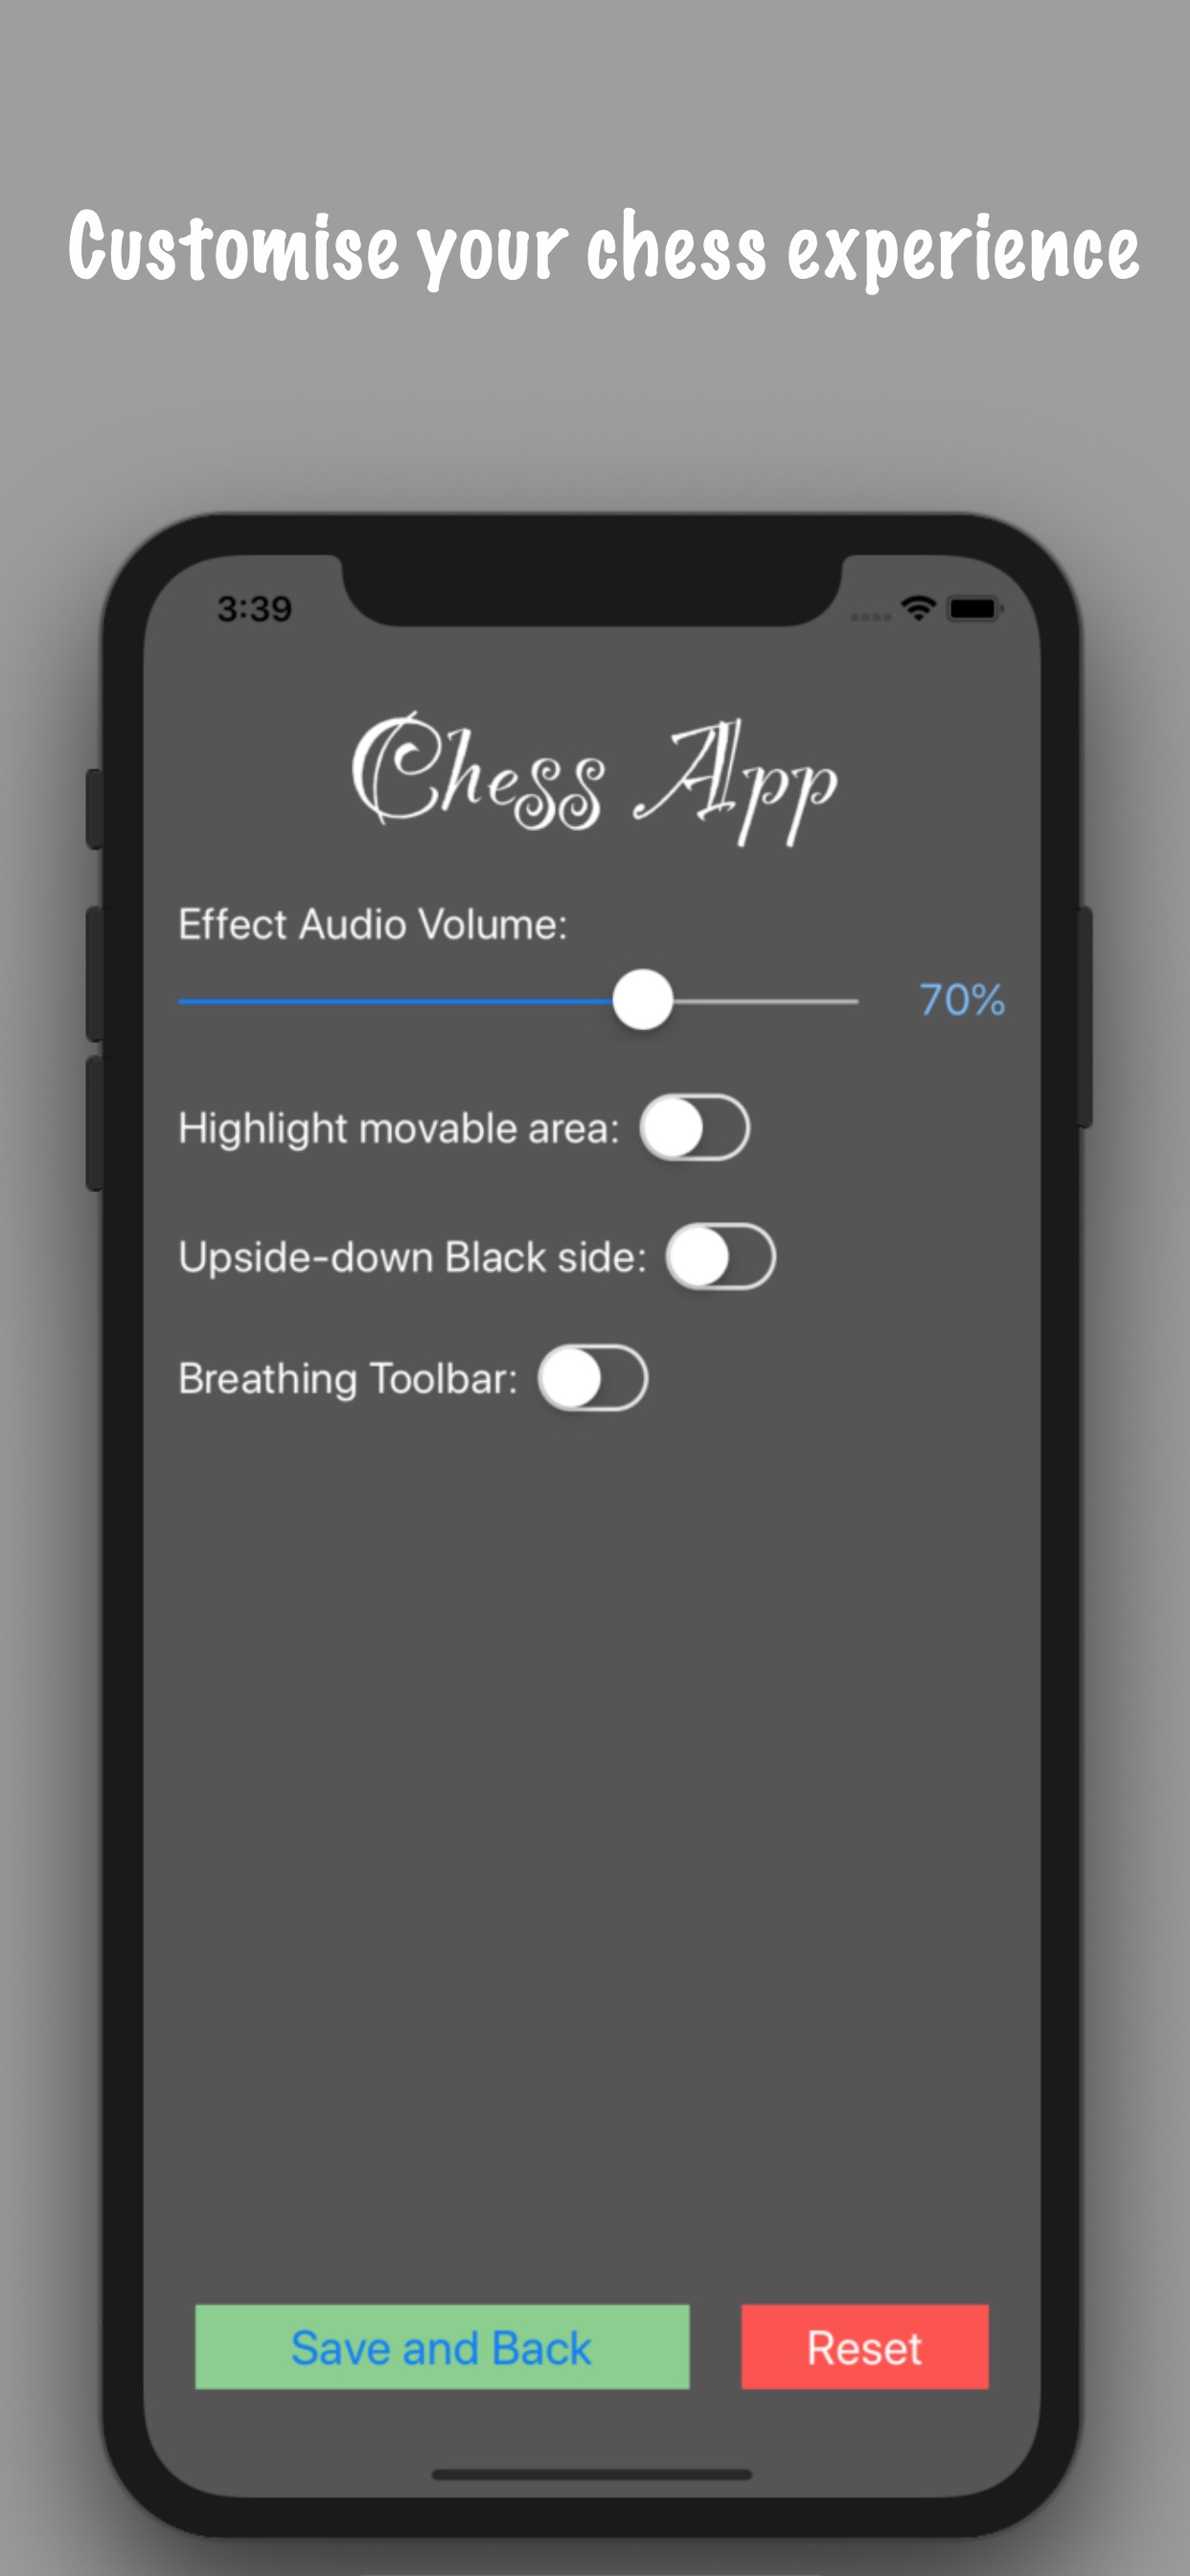 Customise your chess experience
3:39
Chess App
Effect Audio Volume:
70%
Highlight movable area:
Upside-down Black side:
Breathing Toolbar:
Save and Back
Reset